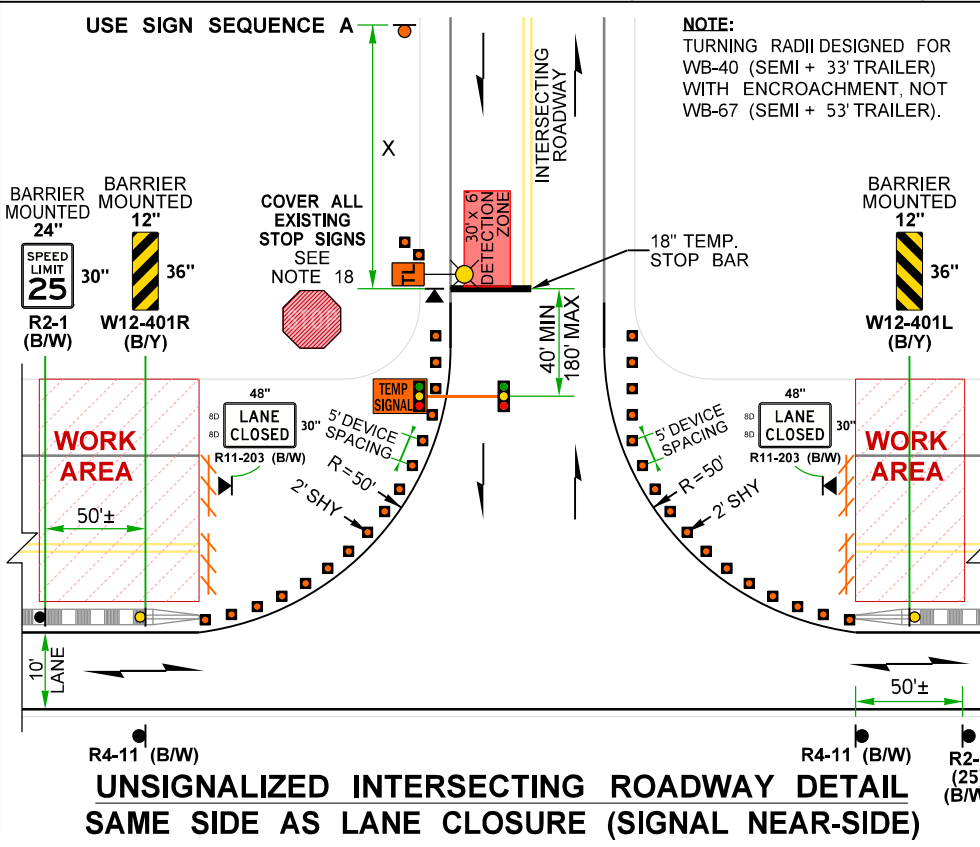 USE SIGN SEQUENCE A
NOTE:
TURNING RADII DESIGNED FOR
WB-40 (SEMI + 33' TRAILER)
WITH ENCROACHMENT, NOT
WB-67 (SEMI + 53' TRAILER).
INTERSECTING
ROADWAY
X
BARRIER
MOUNTED
24"
SPEED
LIMIT
25
30"
R2-1
(B/W)
BARRIER
MOUNTED
12"
36"
W12-401R
(B/Y)
COVER ALL
EXISTING
STOP SIGNS
SEE
NOTE 18
STOP
TL
30' x 6'
DETECTION
ZONE
18" TEMP.
STOP BAR
BARRIER
MOUNTED
12"
36"
W12-401L
(B/Y)
40' MIN
180' MAX
TEMP
SIGNAL
WORK
AREA
48"
8D
8D
LANE
CLOSED
30"
R11-203 (B/W)
5' DEVICE
SPACING
R = 50'
2' SHY
5' DEVICE
SPACING
R = 50'
2' SHY
48"
8D
8D
LANE
CLOSED
30"
R11-203 (B/W)
WORK
AREA
50'±
10'
LANE
50'±
R4-11 (B/W)
R4-11 (B/W)
R2-
(25
(B/W
UNSIGNALIZED INTERSECTING ROADWAY DETAIL
SAME SIDE AS LANE CLOSURE (SIGNAL NEAR-SIDE)